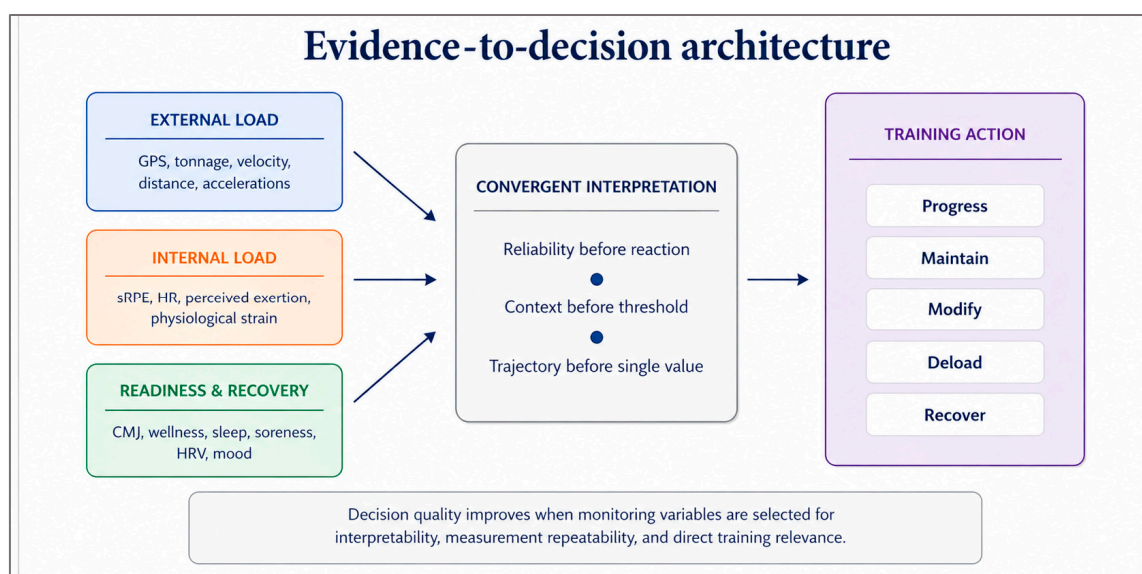 Evidence-to-decision architecture
EXTERNAL LOAD
GPS, tonnage, velocity,
distance, accelerations
INTERNAL LOAD
sRPE, HR, perceived exertion,
physiological strain
READINESS & RECOVERY
CMJ, wellness, sleep, soreness,
HRV, mood
CONVERGENT INTERPRETATION
Reliability before reaction
Context before threshold
Trajectory before single value
TRAINING ACTION
Progress
Maintain
Modify
Deload
Recover
Decision quality improves when monitoring variables are selected for
interpretability, measurement repeatability, and direct training relevance.